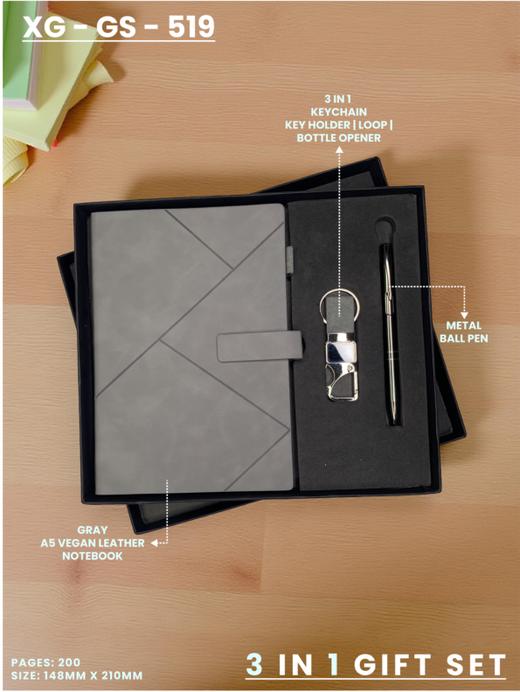 XG - GS - 519
3 IN 1
KEYCHAIN
KEY HOLDER | LOOP |
BOTTLE OPENER
METAL
BALL PEN
GRAY
A5 VEGAN LEATHER
NOTEBOOK
PAGES: 200
SIZE: 148MM X 210MM
3 IN 1 GIFT SET